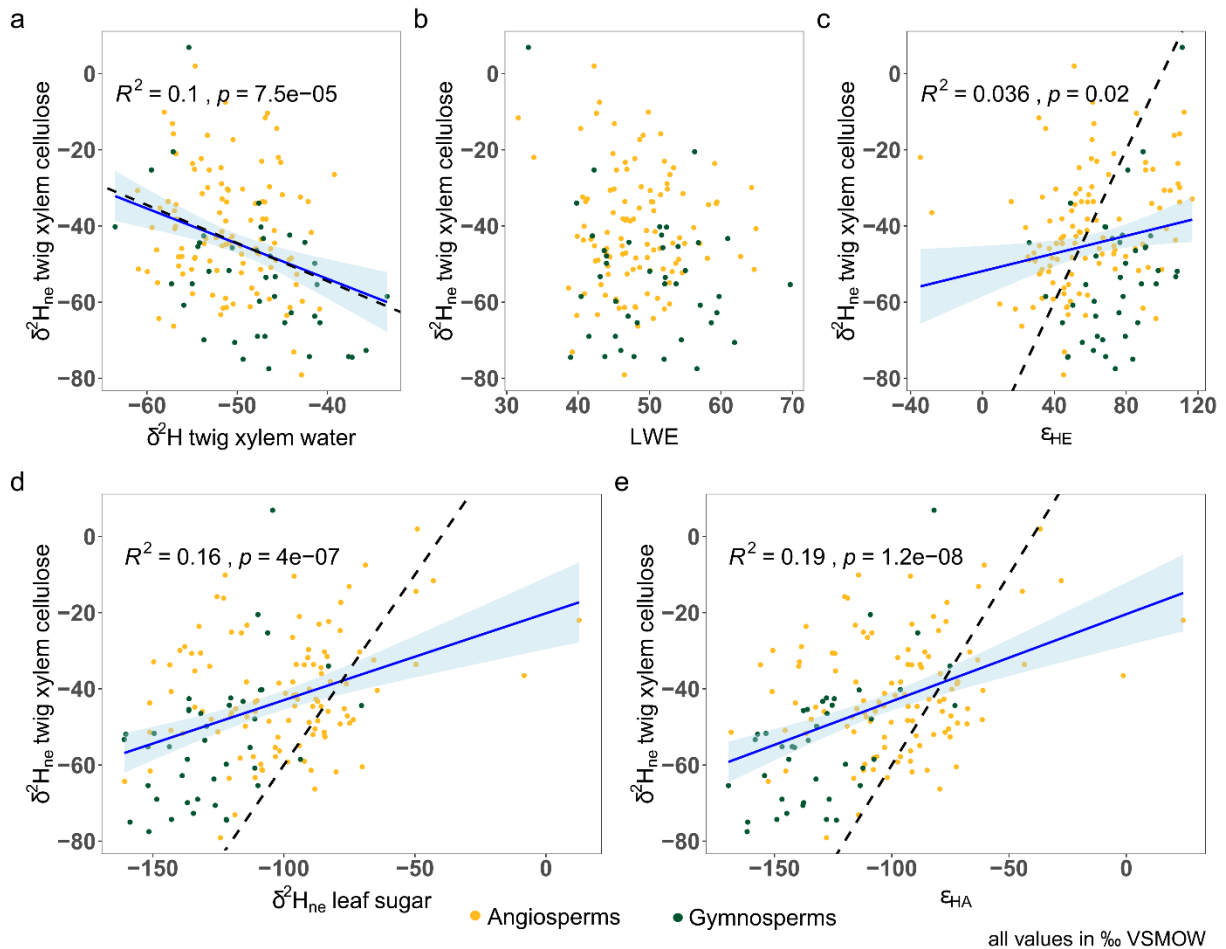 a
R² = 0.1 , p = 7.5e−05
0
−20
−40
−60
−80
δ²Hₙₑ twig xylem cellulose
−60 −50 −40
δ²H twig xylem water
b
0
−20
−40
−60
−80
δ²Hₙₑ twig xylem cellulose
30 40 50 60 70
LWE
c
R² = 0.036 , p = 0.02
0
−20
−40
−60
−80
δ²Hₙₑ twig xylem cellulose
−40 0 40 80 120
εHE
d
R² = 0.16 , p = 4e−07
0
−20
−40
−60
−80
δ²Hₙₑ twig xylem cellulose
−150 −100 −50 0
δ²Hₙₑ leaf sugar
e
R² = 0.19 , p = 1.2e−08
0
−20
−40
−60
−80
δ²Hₙₑ twig xylem cellulose
−150 −100 −50 0
εHA
Angiosperms Gymnosperms
all values in ‰ VSMOW